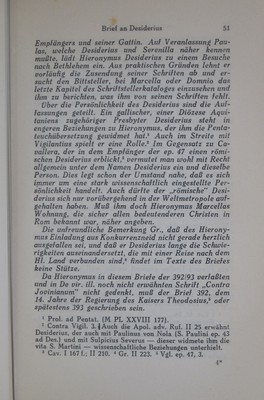 Brief an Desiderius 51
Empfängers und seiner Gattin. Auf Veranlassung Pau-
las, welche Desiderius und Serenilla näher kennen
mußte, lädt Hieronymus Desiderius zu einem Besuche
nach Bethlehem ein. Aus praktischen Gründen lehnt er
vorläufig die Zusendung seiner Schriften ab und er-
sucht den Bittsteller, bei Marcella oder Domnio das
letzte Kapitel des Schriftstellerkataloges einzusehen und
ihm zu berichten, was ihm von seinen Schriften fehlt.
Über die Persönlichkeit des Desiderius sind die Auf-
fassungen geteilt. Ein gallischer, einer Diözese Aqui-
taniens zugehöriger Presbyter Desiderius steht in
engeren Beziehungen zu Hieronymus, der ihm die Penta-
teuchübersetzung gewidmet hat.¹ Auch im Streite mit
Vigilantius spielt er eine Rolle.² Im Gegensatz zu Ca-
vallera, der in dem Empfänger der ep. 47 einen römi-
schen Desiderius erblickt,³ vermutet man wohl mit Recht
allgemein unter dem Namen Desiderius ein und dieselbe
Person. Dies legt schon der Umstand nahe, daß es sich
immer um eine stark wissenschaftlich eingestellte Per-
sönlichkeit handelt. Auch dürfte der „römische" Desi-
derius sich nur vorübergehend in der Weltmetropole auf-
gehalten haben. Muß ihm doch Hieronymus Marcellas
Wohnung, die sicher allen bedeutenderen Christen in
Rom bekannt war, näher angeben.
Die unfreundliche Bemerkung Gr., daß des Hierony-
mus Einladung aus Konkurrenzneid nicht gerade herzlich
ausgefallen sei, und daß er Desiderius lange die Schwie-
rigkeiten auseinandersetzt, die mit einer Reise nach dem
Hl. Land verbunden sind,⁴ findet im Texte des Briefes
keine Stütze.
Da Hieronymus in diesem Briefe der 392/93 verfaßten
und in De vir. ill. noch nicht erwähnten Schrift „Contra
Jovinianum" nicht gedenkt, muß der Brief 392, dem
14. Jahre der Regierung des Kaisers Theodosius,⁵ oder
spätestens 393 geschrieben sein.
¹ Prol. ad Pentat. (M PL XXVIII 177).
² Contra Vigil. 3. (Auch die Apol. adv. Ruf. II 25 erwähnt
Desiderius, der auch mit Paulinus von Nola (S. Paulini ep. 43
ad Des.) und mit Sulpicius Severus — dieser widmete ihm die
vita S. Martini — wissenschaftliche Beziehungen unterhielt.
³ Cav. I 167 f.; II 210. ⁴ Gr. II 223. ⁵ Vgl. ep. 47, 3.
4*